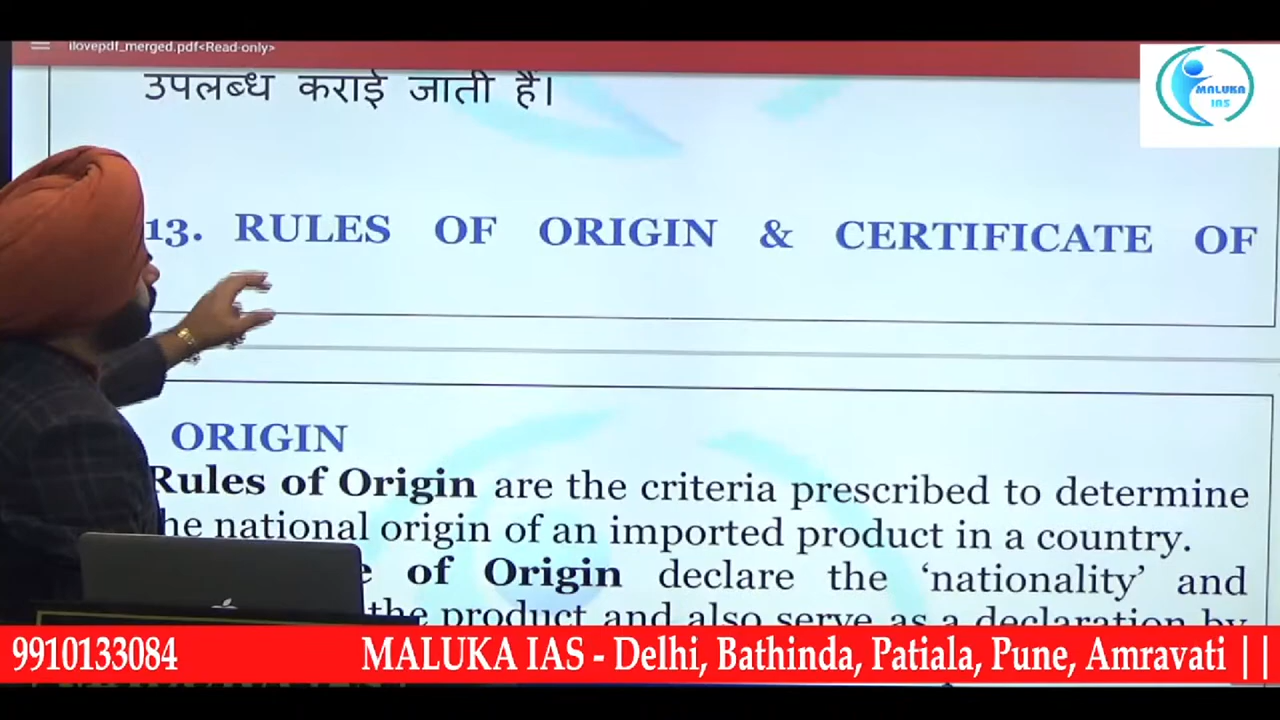 ilovepdf_merged.pdf<Read-only>
उपलब्ध कराई जाती हैं।
MALUKA
IAS
13. RULES OF ORIGIN & CERTIFICATE OF
ORIGIN
Rules of Origin are the criteria prescribed to determine
the national origin of an imported product in a country.
of Origin declare the ‘nationality’ and
the product and also serve as a declaration by
9910133084 MALUKA IAS - Delhi, Bathinda, Patiala, Pune, Amravati ||